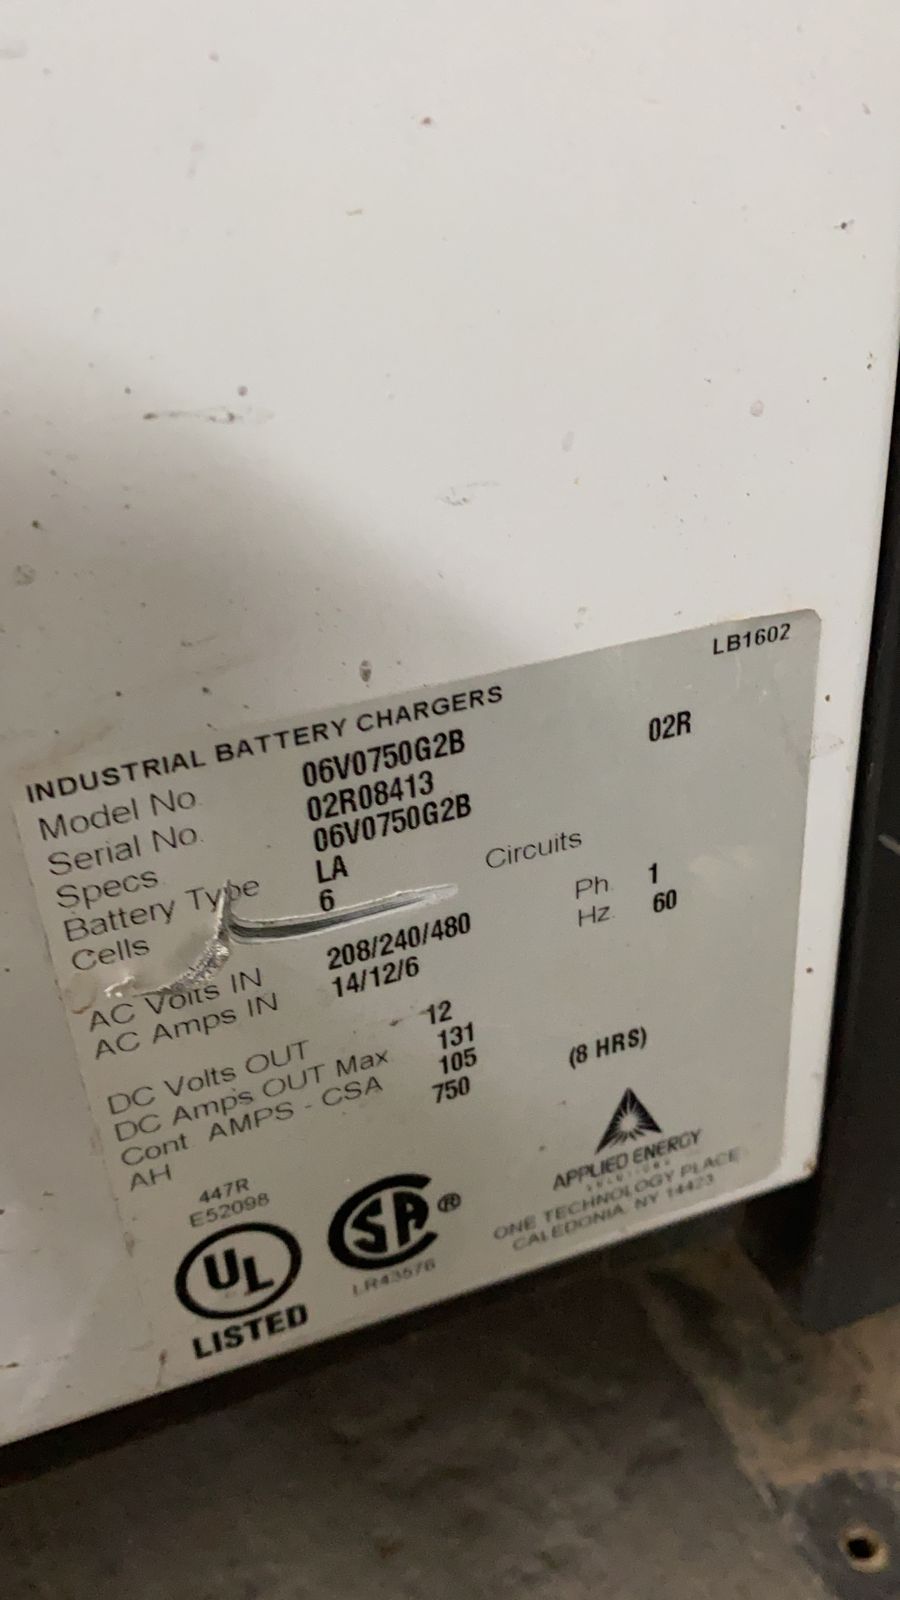 LB1602
INDUSTRIAL BATTERY CHARGERS
Model No. 06V0750G2B 02R
Serial No. 02R08413
Specs 06V0750G2B
Battery Type LA Circuits
Cells 6 Ph. 1
AC Volts IN 208/240/480 Hz. 60
AC Amps IN 14/12/6
DC Volts OUT 12
DC Amps OUT Max 131
Cont AMPS - CSA 105 (8 HRS)
AH 750
447R
E52098
UL
LISTED
SA ®
LR43576
APPLIED ENERGY
SOLUTIONS
ONE TECHNOLOGY PLACE
CALEDONIA, NY 14423